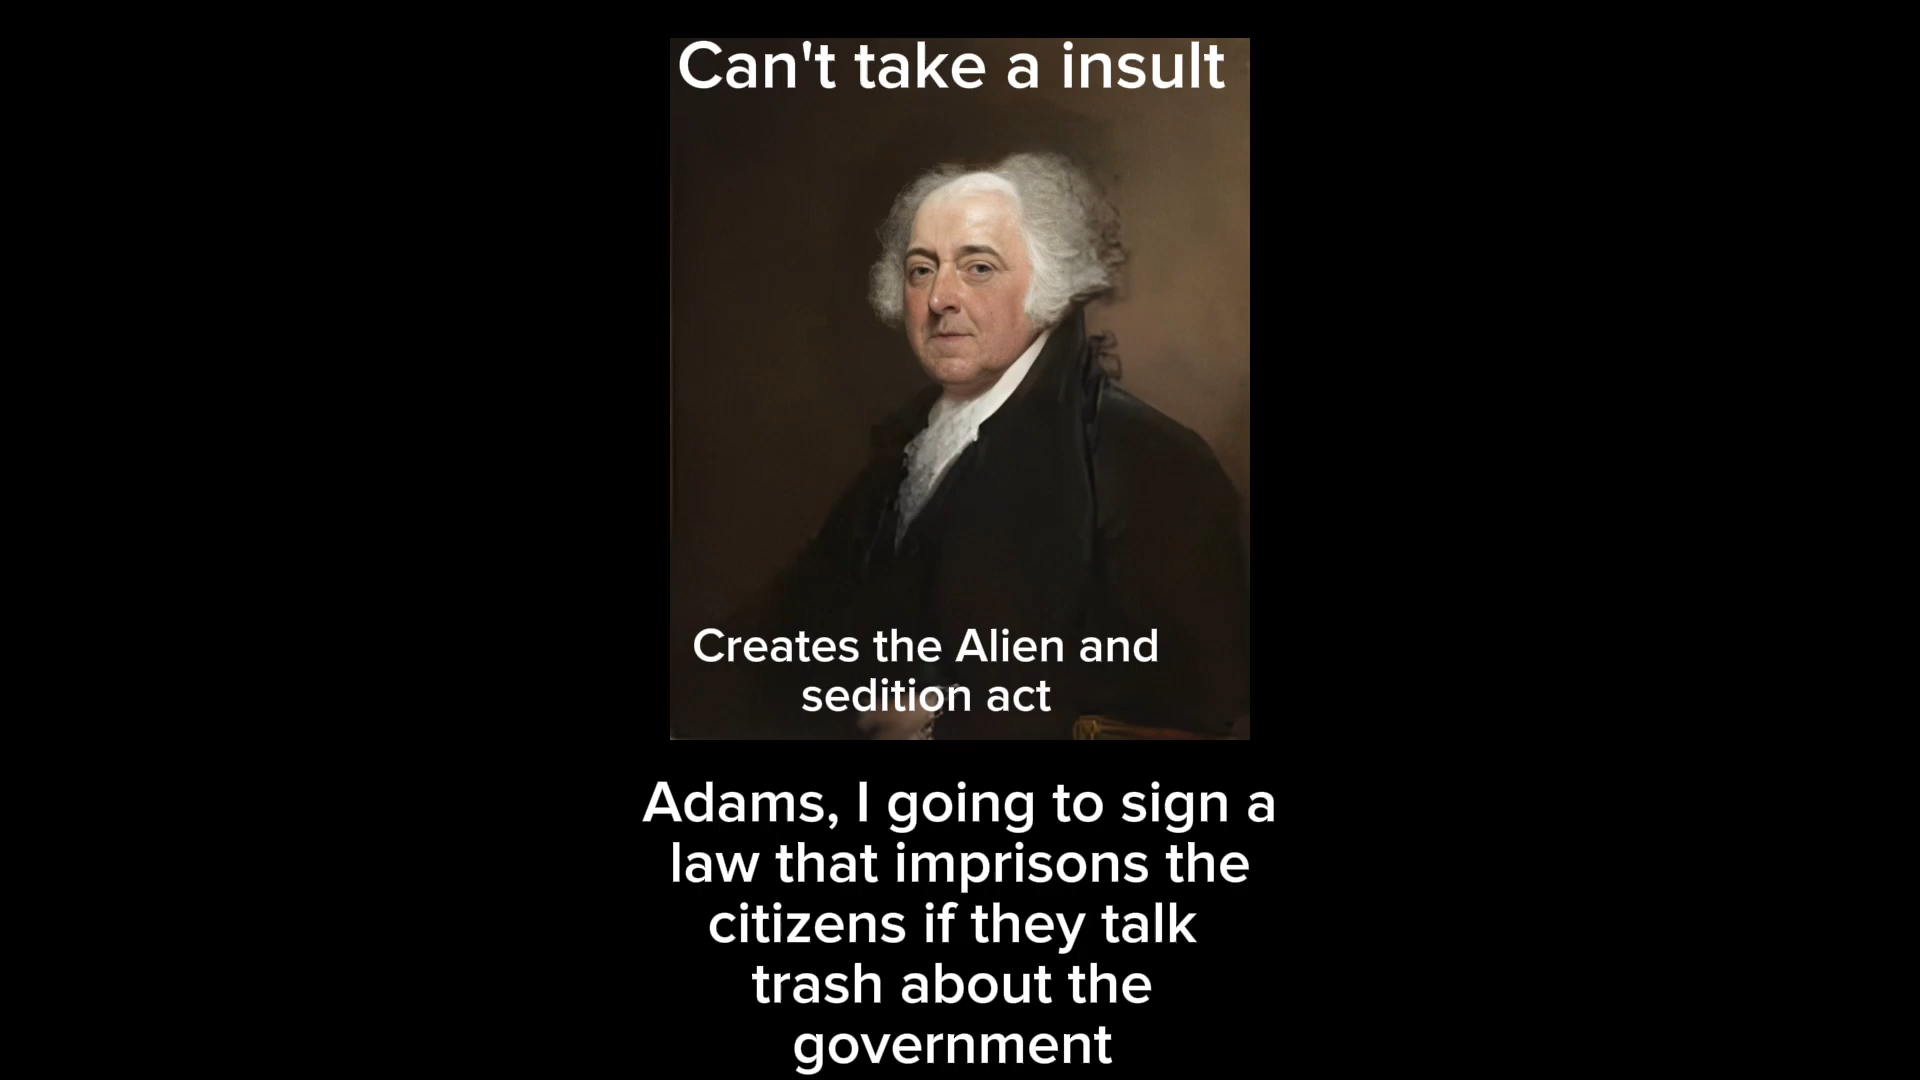 Can't take a insult
Creates the Alien and
sedition act
Adams, I going to sign a
law that imprisons the
citizens if they talk
trash about the
government